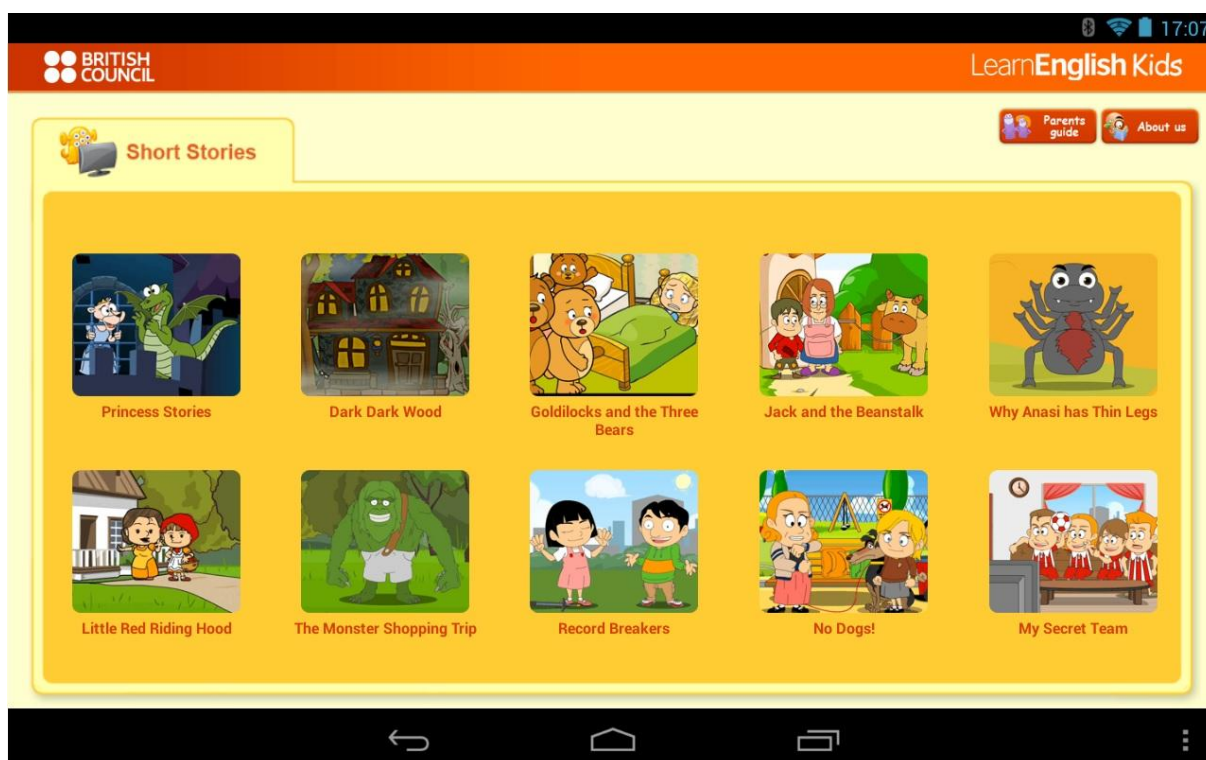 17:07
BRITISH
COUNCIL
LearnEnglish Kids
Parents
guide
About us
Short Stories
Princess Stories
Dark Dark Wood
Goldilocks and the Three
Bears
Jack and the Beanstalk
Why Anasi has Thin Legs
Little Red Riding Hood
The Monster Shopping Trip
Record Breakers
No Dogs!
My Secret Team